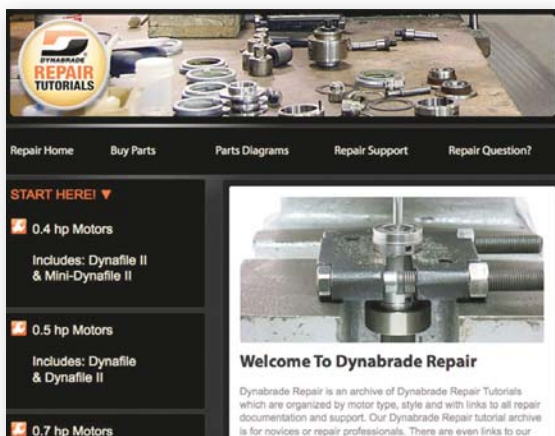 DYNABRADE
REPAIR
TUTORIALS
Repair Home Buy Parts Parts Diagrams Repair Support Repair Question?
START HERE! ▼
0.4 hp Motors
Includes: Dynafile II
& Mini-Dynafile II
0.5 hp Motors
Includes: Dynafile
& Dynafile II
0.7 hp Motors
Welcome To Dynabrade Repair
Dynabrade Repair is an archive of Dynabrade Repair Tutorials
which are organized by motor type, style and with links to all repair
documentation and support. Our Dynabrade Repair tutorial archive
is for novices or repair professionals. There are even links to our